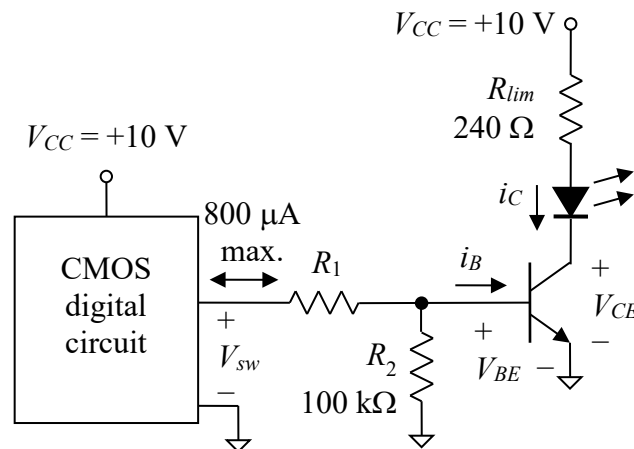 V_CC = +10 V
R_lim
240 Ω
V_CC = +10 V
i_C
800 μA
max.
CMOS
digital
circuit
R_1
i_B
+
V_CE
−
+
V_sw
−
R_2
100 kΩ
+
V_BE −